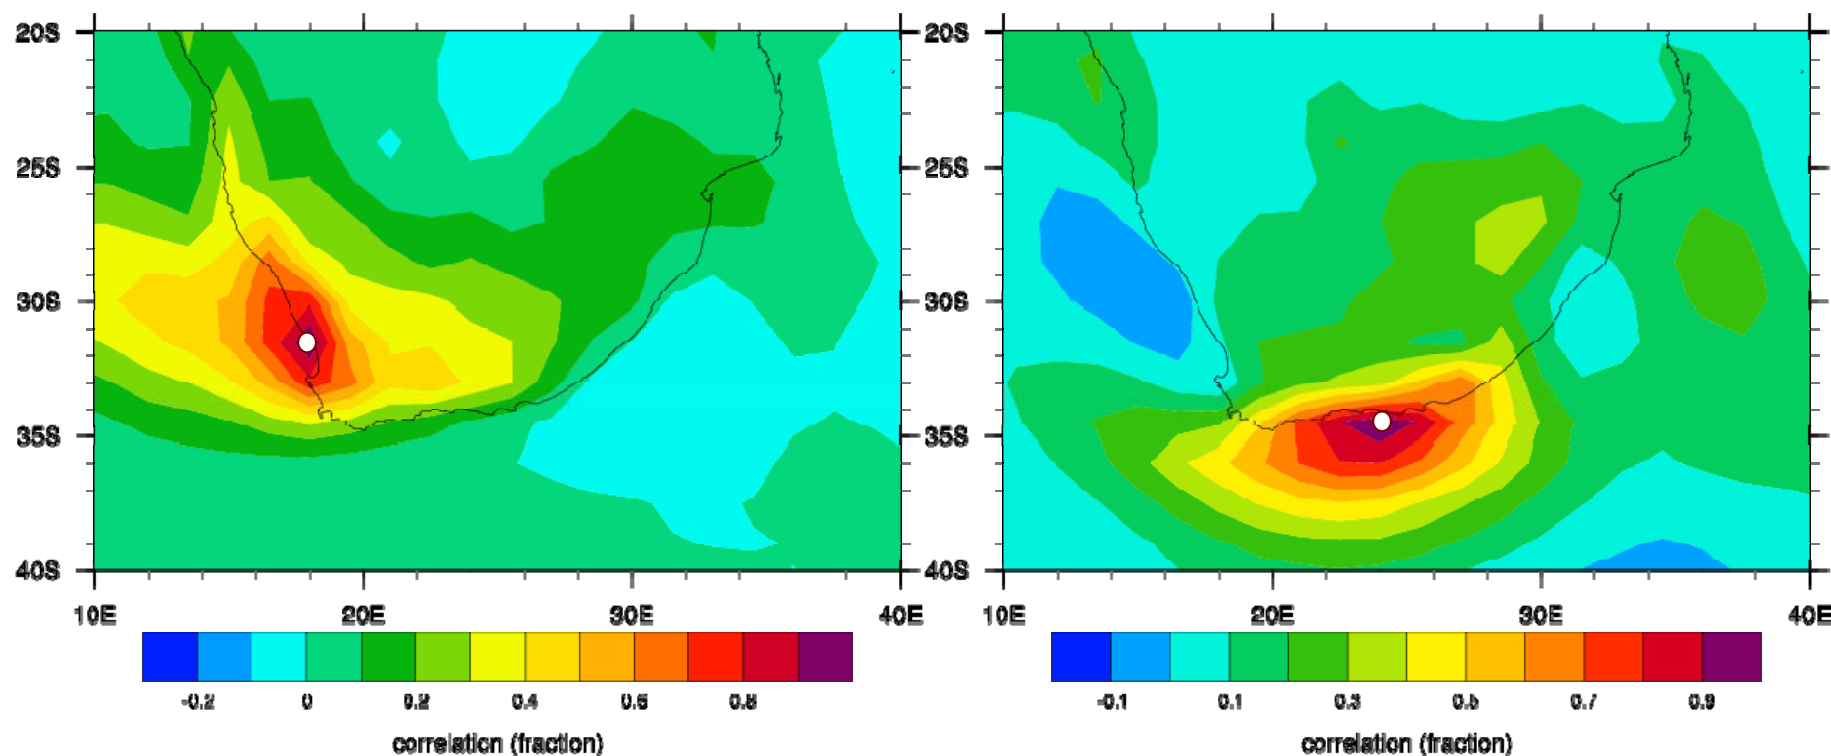 20S
25S
30S
35S
40S
10E 20E 30E 40E
-0.2 0 0.2 0.4 0.6 0.8
correlation (fraction)
20S
25S
30S
35S
40S
10E 20E 30E 40E
-0.1 0.1 0.3 0.5 0.7 0.9
correlation (fraction)